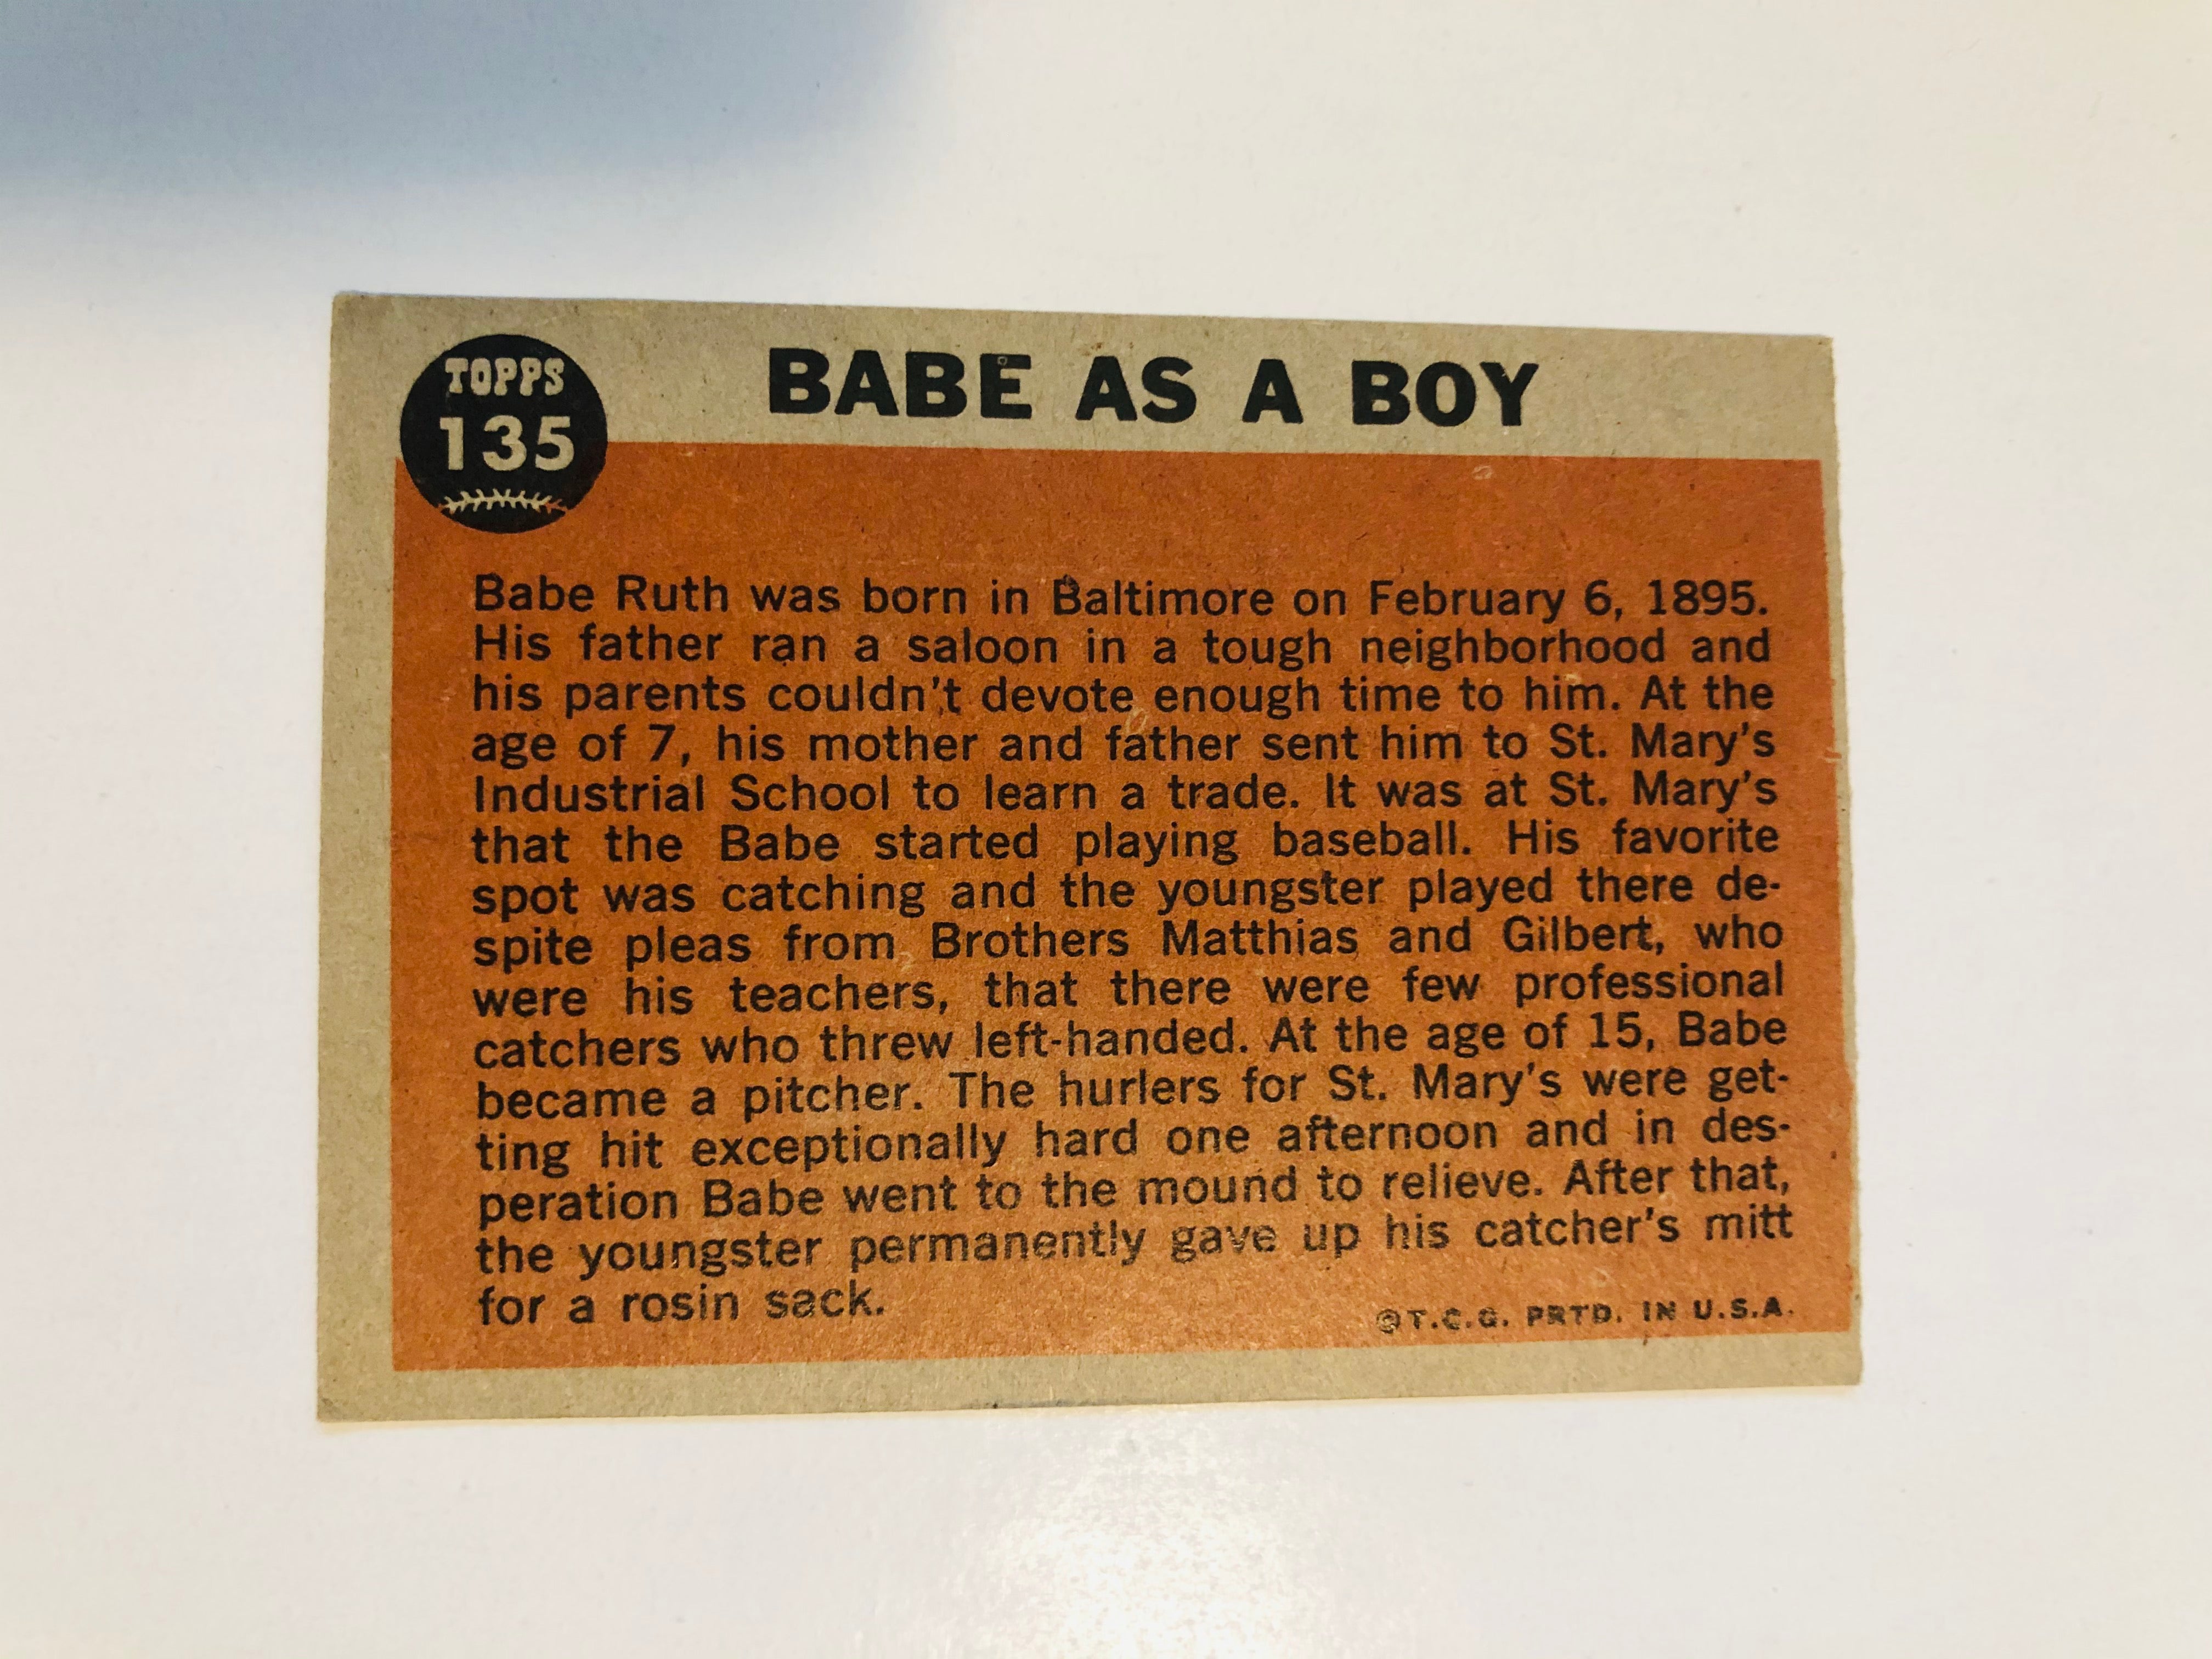 TOPPS
135
BABE AS A BOY
Babe Ruth was born in Baltimore on February 6, 1895.
His father ran a saloon in a tough neighborhood and
his parents couldn't devote enough time to him. At the
age of 7, his mother and father sent him to St. Mary's
Industrial School to learn a trade. It was at St. Mary's
that the Babe started playing baseball. His favorite
spot was catching and the youngster played there de-
spite pleas from Brothers Matthias and Gilbert, who
were his teachers, that there were few professional
catchers who threw left-handed. At the age of 15, Babe
became a pitcher. The hurlers for St. Mary's were get-
ting hit exceptionally hard one afternoon and in des-
peration Babe went to the mound to relieve. After that,
the youngster permanently gave up his catcher's mitt
for a rosin sack.
©T.C.G. PRTD. IN U.S.A.